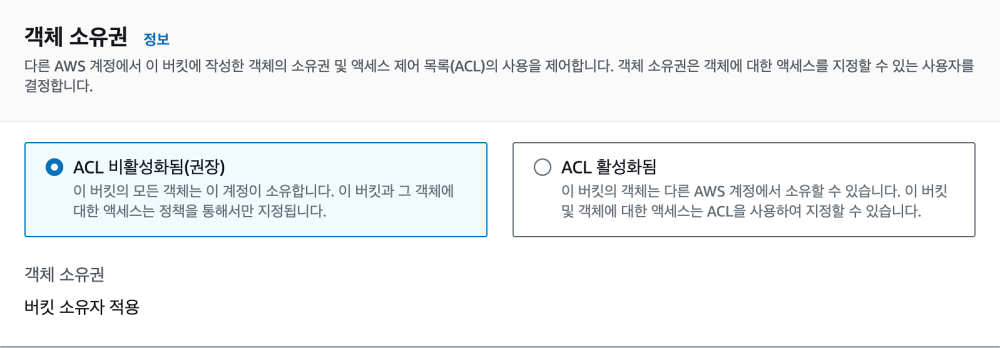 객체 소유권 정보
다른 AWS 계정에서 이 버킷에 작성한 객체의 소유권 및 액세스 제어 목록(ACL)의 사용을 제어합니다. 객체 소유권은 객체에 대한 액세스를 지정할 수 있는 사용자를
결정합니다.
ACL 비활성화됨(권장)
이 버킷의 모든 객체는 이 계정이 소유합니다. 이 버킷과 그 객체에
대한 액세스는 정책을 통해서만 지정됩니다.
ACL 활성화됨
이 버킷의 객체는 다른 AWS 계정에서 소유할 수 있습니다. 이 버킷
및 객체에 대한 액세스는 ACL을 사용하여 지정할 수 있습니다.
객체 소유권
버킷 소유자 적용